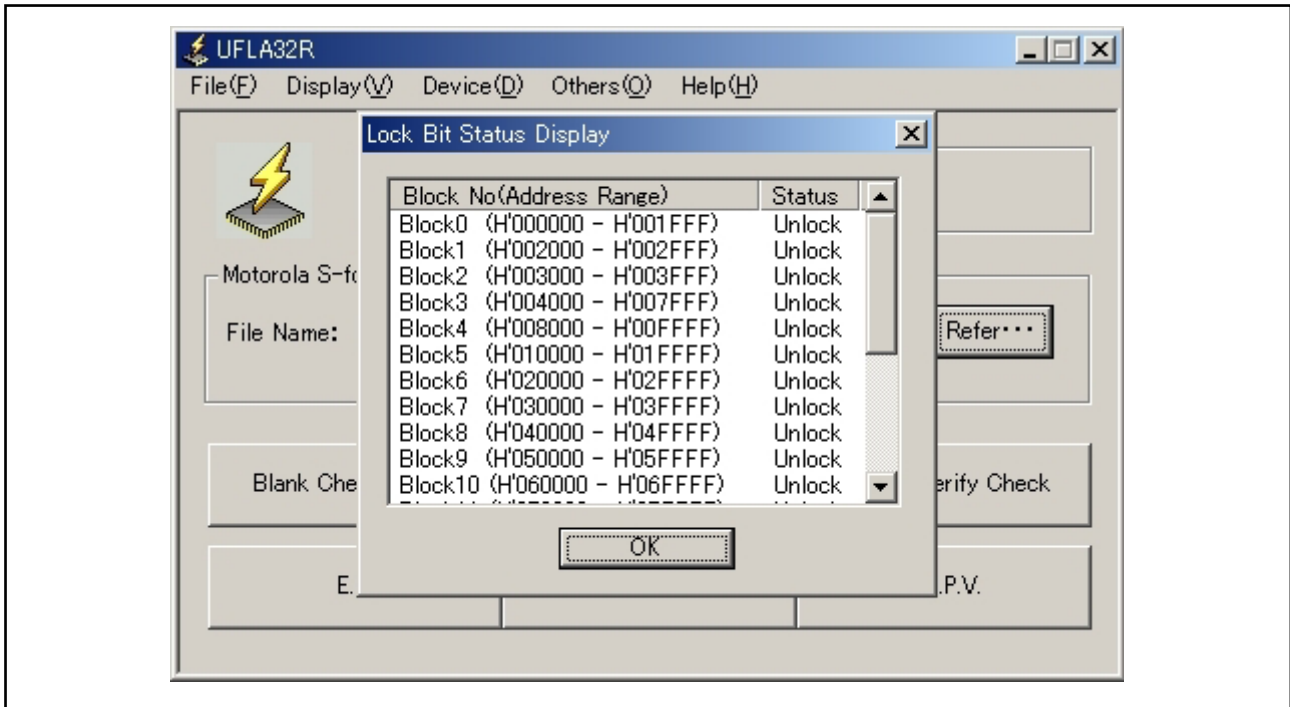 UFLA32R
File(F) Display(V) Device(D) Others(O) Help(H)
Lock Bit Status Display
Block No(Address Range) Status
Block0 (H'000000 - H'001FFF) Unlock
Block1 (H'002000 - H'002FFF) Unlock
Block2 (H'003000 - H'003FFF) Unlock
Block3 (H'004000 - H'007FFF) Unlock
Block4 (H'008000 - H'00FFFF) Unlock
Block5 (H'010000 - H'01FFFF) Unlock
Block6 (H'020000 - H'02FFFF) Unlock
Block7 (H'030000 - H'03FFFF) Unlock
Block8 (H'040000 - H'04FFFF) Unlock
Block9 (H'050000 - H'05FFFF) Unlock
Block10 (H'060000 - H'06FFFF) Unlock
OK
Motorola S-fo
File Name:
Refer···
Blank Che
erify Check
E.
.P.V.